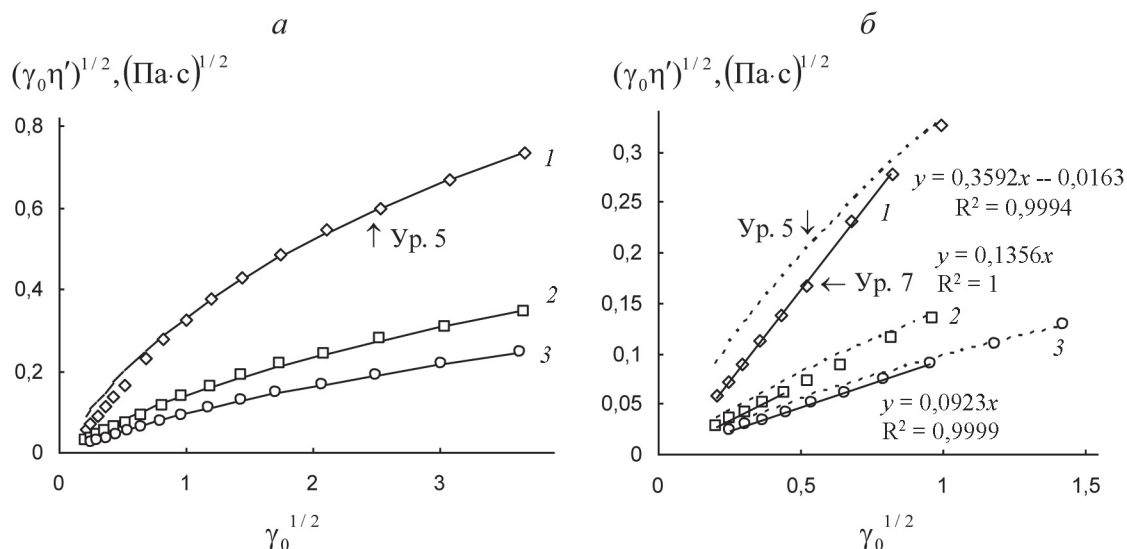 а
(γ₀η′)^1/2, (Па·с)^1/2
0,8
0,6
0,4
0,2
0
0 1 2 3
γ₀^1/2
1
↑ Ур. 5
2
3
б
(γ₀η′)^1/2, (Па·с)^1/2
0,3
0,25
0,2
0,15
0,1
0,05
0
0 0,5 1 1,5
γ₀^1/2
y = 0,3592x -- 0,0163
R² = 0,9994
1
Ур. 5 ↓
y = 0,1356x
R² = 1
← Ур. 7
2
3
y = 0,0923x
R² = 0,9999